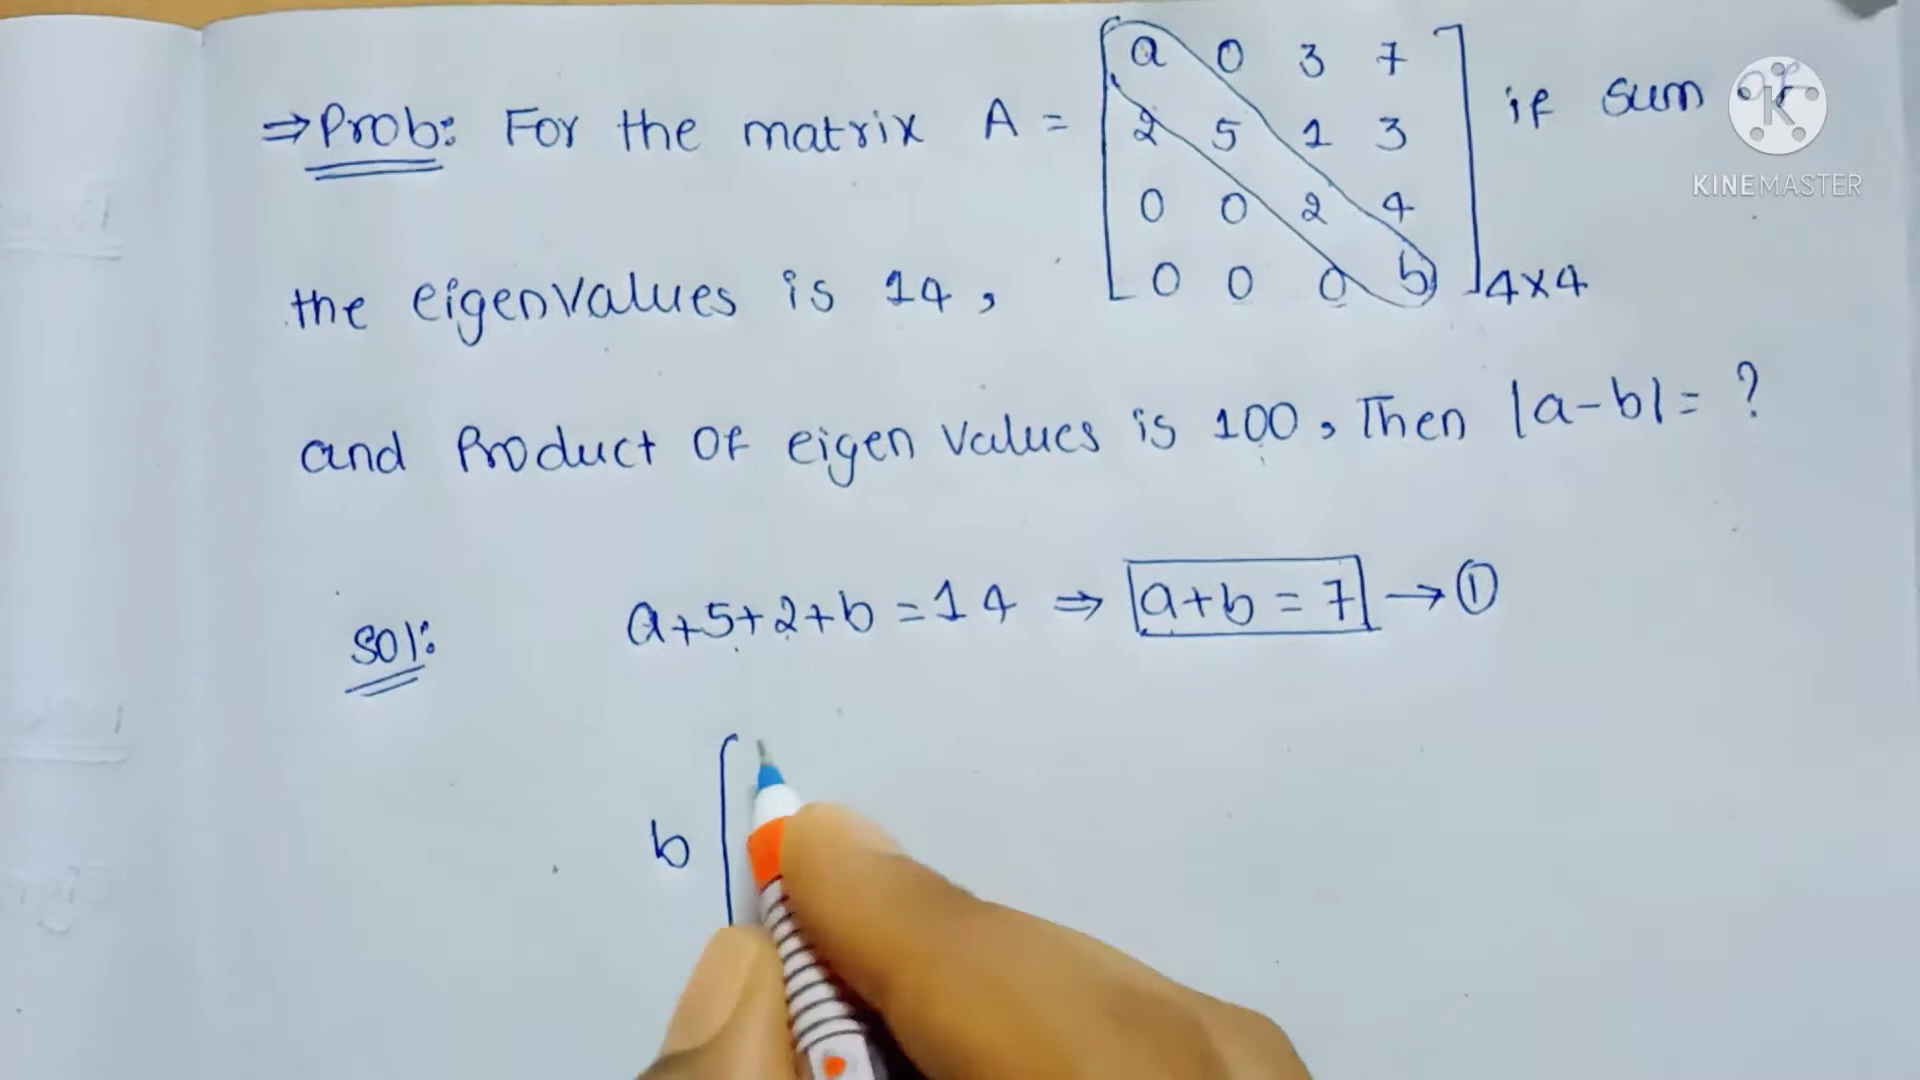 ⇒Prob: For the matrix A = [a 0 3 7
2 5 1 3
0 0 2 4
0 0 0 b]4×4 if sum of
KINEMASTER
the eigenvalues is 14,
and Product of eigen values is 100, Then |a-b| = ?
Sol: a+5+2+b = 14 ⇒ a+b = 7 → ①
b [